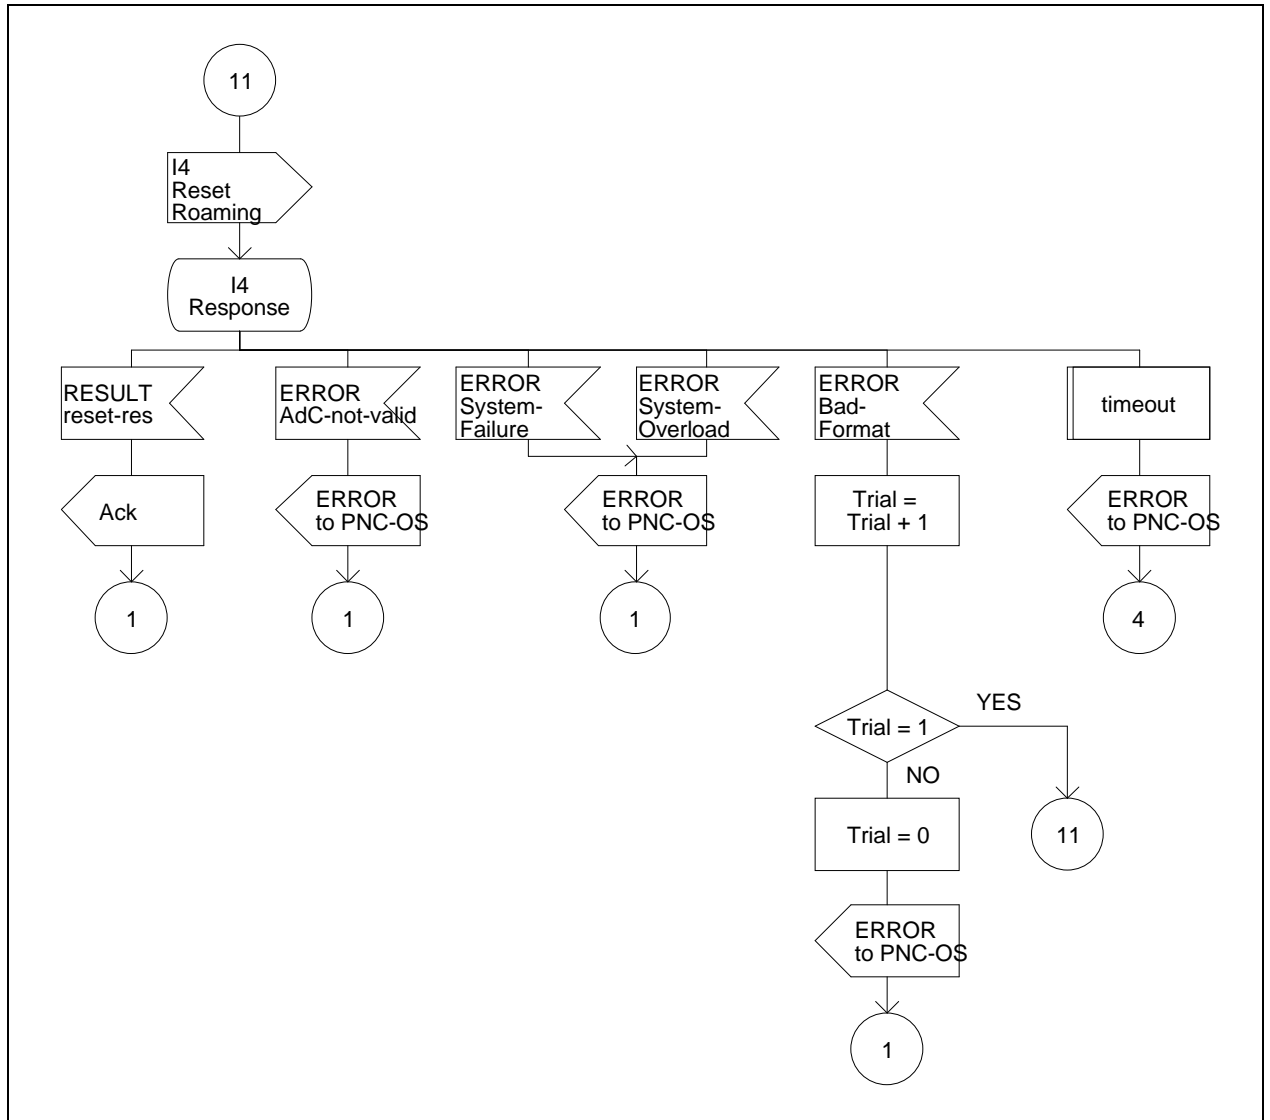 11
I4
Reset
Roaming
I4
Response
RESULT
reset-res
ERROR
AdC-not-valid
ERROR
System-
Failure
ERROR
System-
Overload
ERROR
Bad-
Format
timeout
Ack
ERROR
to PNC-OS
ERROR
to PNC-OS
Trial =
Trial + 1
ERROR
to PNC-OS
1
1
1
4
Trial = 1
YES
NO
Trial = 0
11
ERROR
to PNC-OS
1